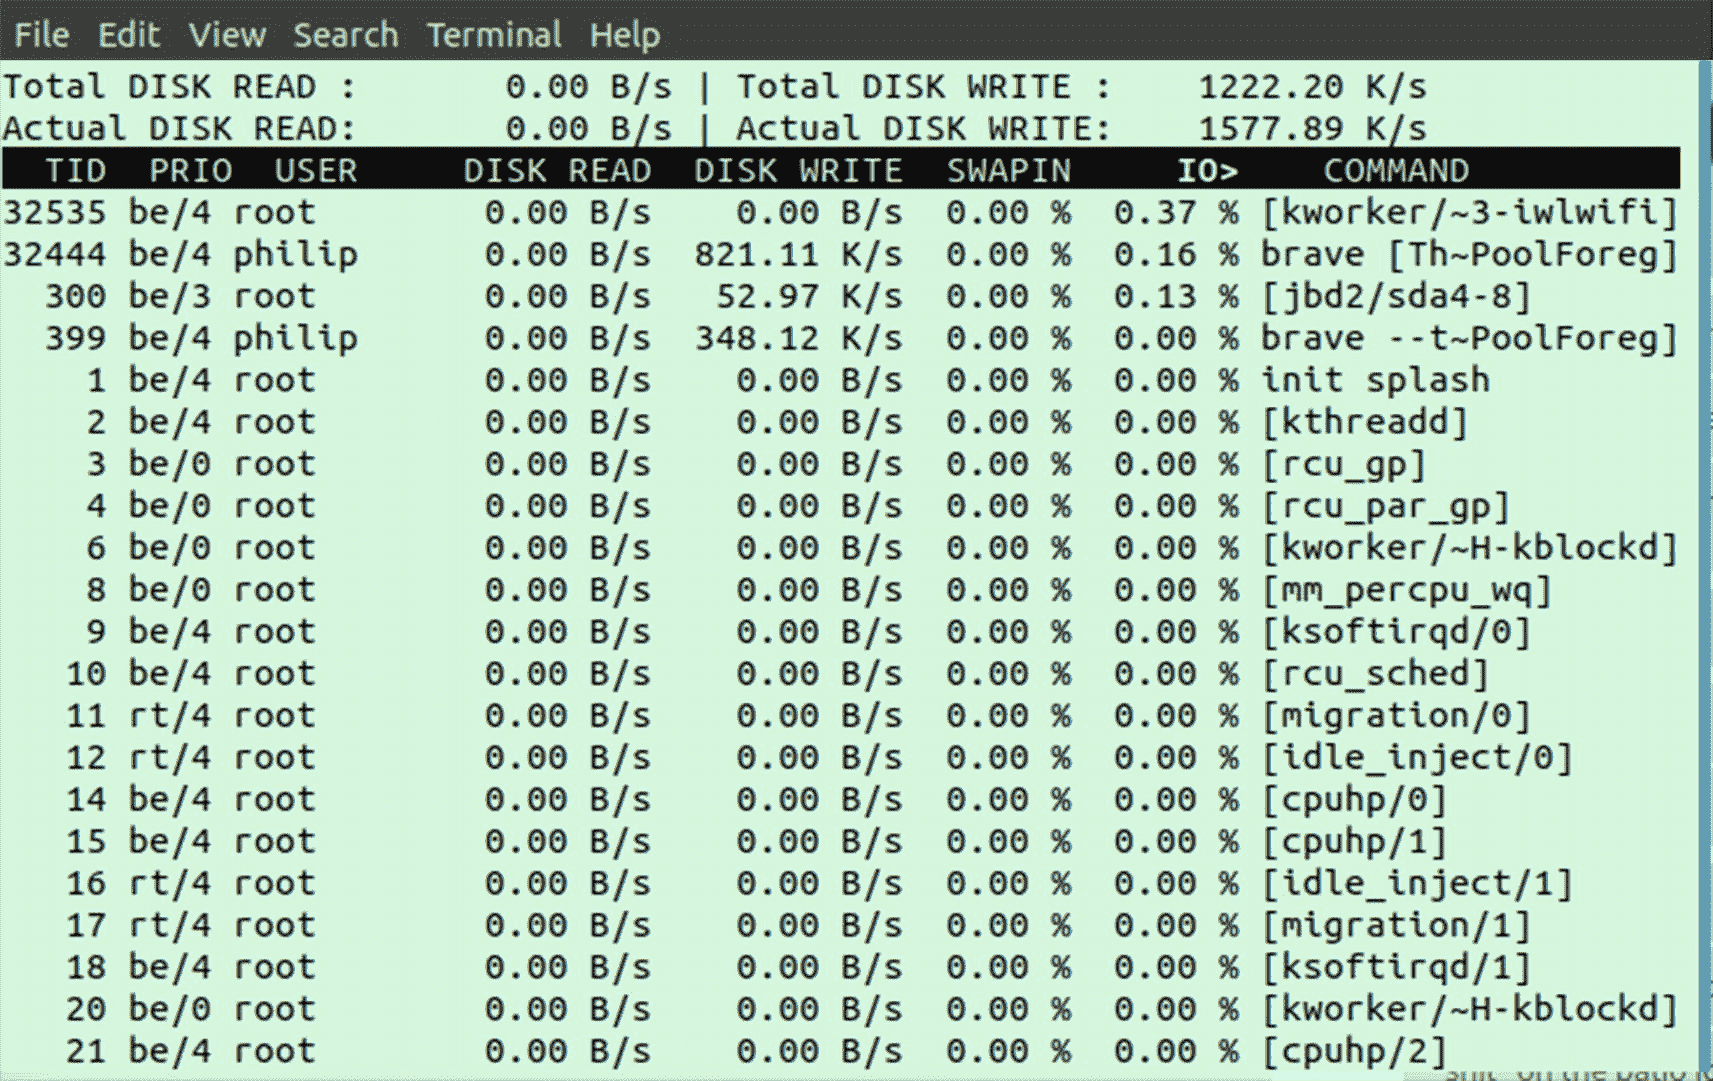 File Edit View Search Terminal Help
Total DISK READ : 0.00 B/s | Total DISK WRITE : 1222.20 K/s
Actual DISK READ: 0.00 B/s | Actual DISK WRITE: 1577.89 K/s
TID PRIO USER DISK READ DISK WRITE SWAPIN IO> COMMAND
32535 be/4 root 0.00 B/s 0.00 B/s 0.00 % 0.37 % [kworker/~3-iwlwifi]
32444 be/4 philip 0.00 B/s 821.11 K/s 0.00 % 0.16 % brave [Th~PoolForeg]
300 be/3 root 0.00 B/s 52.97 K/s 0.00 % 0.13 % [jbd2/sda4-8]
399 be/4 philip 0.00 B/s 348.12 K/s 0.00 % 0.00 % brave --t~PoolForeg]
1 be/4 root 0.00 B/s 0.00 B/s 0.00 % 0.00 % init splash
2 be/4 root 0.00 B/s 0.00 B/s 0.00 % 0.00 % [kthreadd]
3 be/0 root 0.00 B/s 0.00 B/s 0.00 % 0.00 % [rcu_gp]
4 be/0 root 0.00 B/s 0.00 B/s 0.00 % 0.00 % [rcu_par_gp]
6 be/0 root 0.00 B/s 0.00 B/s 0.00 % 0.00 % [kworker/~H-kblockd]
8 be/0 root 0.00 B/s 0.00 B/s 0.00 % 0.00 % [mm_percpu_wq]
9 be/4 root 0.00 B/s 0.00 B/s 0.00 % 0.00 % [ksoftirqd/0]
10 be/4 root 0.00 B/s 0.00 B/s 0.00 % 0.00 % [rcu_sched]
11 rt/4 root 0.00 B/s 0.00 B/s 0.00 % 0.00 % [migration/0]
12 rt/4 root 0.00 B/s 0.00 B/s 0.00 % 0.00 % [idle_inject/0]
14 be/4 root 0.00 B/s 0.00 B/s 0.00 % 0.00 % [cpuhp/0]
15 be/4 root 0.00 B/s 0.00 B/s 0.00 % 0.00 % [cpuhp/1]
16 rt/4 root 0.00 B/s 0.00 B/s 0.00 % 0.00 % [idle_inject/1]
17 rt/4 root 0.00 B/s 0.00 B/s 0.00 % 0.00 % [migration/1]
18 be/4 root 0.00 B/s 0.00 B/s 0.00 % 0.00 % [ksoftirqd/1]
20 be/0 root 0.00 B/s 0.00 B/s 0.00 % 0.00 % [kworker/~H-kblockd]
21 be/4 root 0.00 B/s 0.00 B/s 0.00 % 0.00 % [cpuhp/2]
on the patio